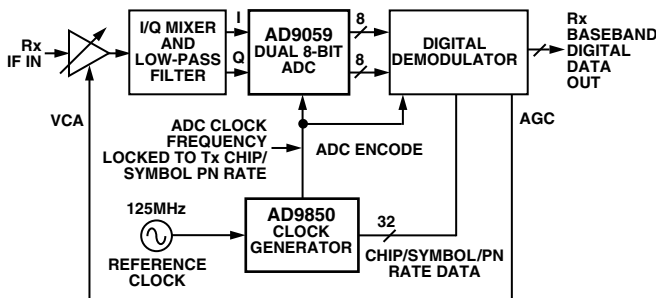 Rx
IF IN
VCA
I/Q MIXER
AND
LOW-PASS
FILTER
I
Q
AD9059
DUAL 8-BIT
ADC
8
8
DIGITAL
DEMODULATOR
Rx
BASEBAND
DIGITAL
DATA
OUT
AGC
ADC CLOCK
FREQUENCY
LOCKED TO Tx CHIP/
SYMBOL PN RATE
ADC ENCODE
125MHz
REFERENCE
CLOCK
AD9850
CLOCK
GENERATOR
32
CHIP/SYMBOL/PN
RATE DATA